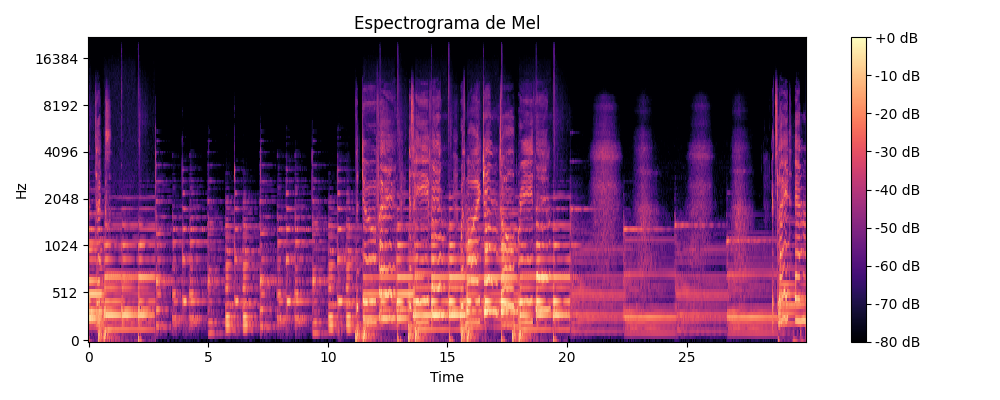 Espectrograma de Mel
Hz
16384
8192
4096
2048
1024
512
0
0 5 10 15 20 25
Time
+0 dB
-10 dB
-20 dB
-30 dB
-40 dB
-50 dB
-60 dB
-70 dB
-80 dB